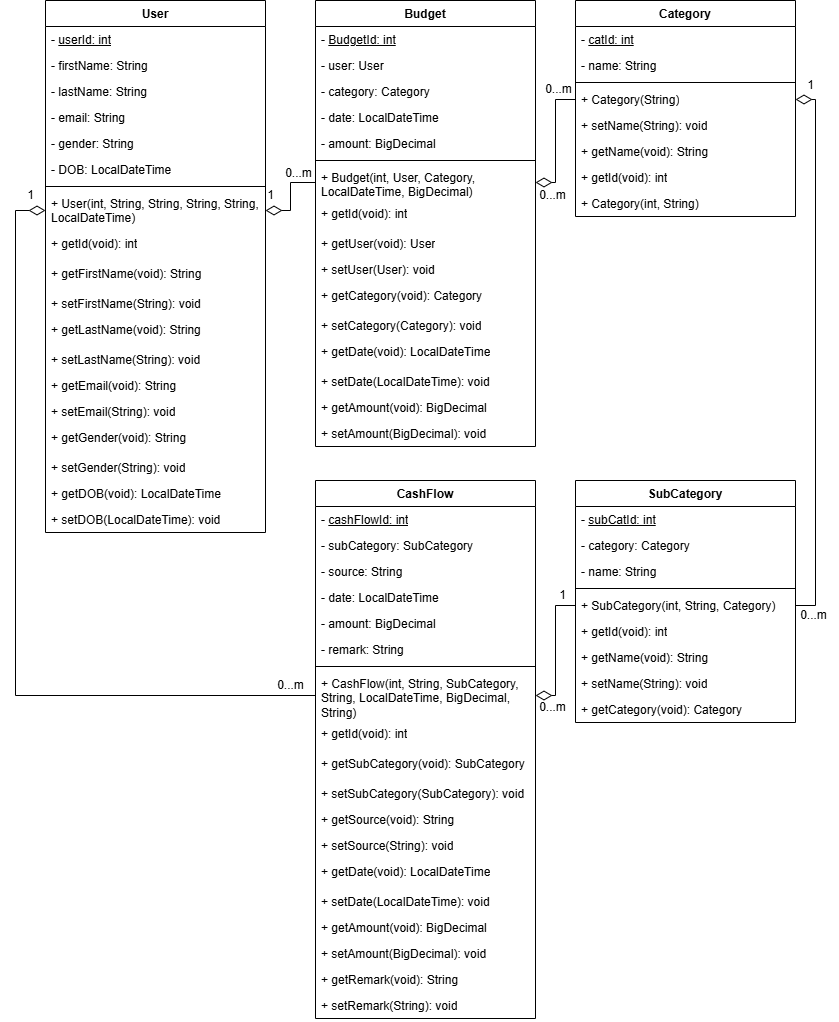 User
- userId: int
- firstName: String
- lastName: String
- email: String
- gender: String
- DOB: LocalDateTime
+ User(int, String, String, String, String,
LocalDateTime)
+ getId(void): int
+ getFirstName(void): String
+ setFirstName(String): void
+ getLastName(void): String
+ setLastName(String): void
+ getEmail(void): String
+ setEmail(String): void
+ getGender(void): String
+ setGender(String): void
+ getDOB(void): LocalDateTime
+ setDOB(LocalDateTime): void
1
1
0...m
Budget
- BudgetId: int
- user: User
- category: Category
- date: LocalDateTime
- amount: BigDecimal
+ Budget(int, User, Category,
LocalDateTime, BigDecimal)
+ getId(void): int
+ getUser(void): User
+ setUser(User): void
+ getCategory(void): Category
+ setCategory(Category): void
+ getDate(void): LocalDateTime
+ setDate(LocalDateTime): void
+ getAmount(void): BigDecimal
+ setAmount(BigDecimal): void
0...m
0...m
Category
- catId: int
- name: String
+ Category(String)
+ setName(String): void
+ getName(void): String
+ getId(void): int
+ Category(int, String)
1
CashFlow
- cashFlowId: int
- subCategory: SubCategory
- source: String
- date: LocalDateTime
- amount: BigDecimal
- remark: String
+ CashFlow(int, String, SubCategory,
String, LocalDateTime, BigDecimal,
String)
+ getId(void): int
+ getSubCategory(void): SubCategory
+ setSubCategory(SubCategory): void
+ getSource(void): String
+ setSource(String): void
+ getDate(void): LocalDateTime
+ setDate(LocalDateTime): void
+ getAmount(void): BigDecimal
+ setAmount(BigDecimal): void
+ getRemark(void): String
+ setRemark(String): void
0...m
1
0...m
SubCategory
- subCatId: int
- category: Category
- name: String
+ SubCategory(int, String, Category)
+ getId(void): int
+ getName(void): String
+ setName(String): void
+ getCategory(void): Category
0...m